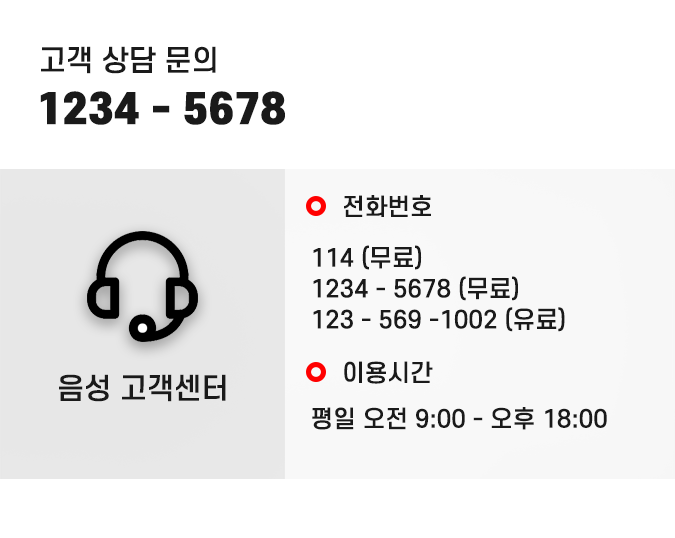 고객 상담 문의
1234 - 5678
음성 고객센터
전화번호
114 (무료)
1234 - 5678 (무료)
123 - 569 -1002 (유료)
이용시간
평일 오전 9:00 - 오후 18:00